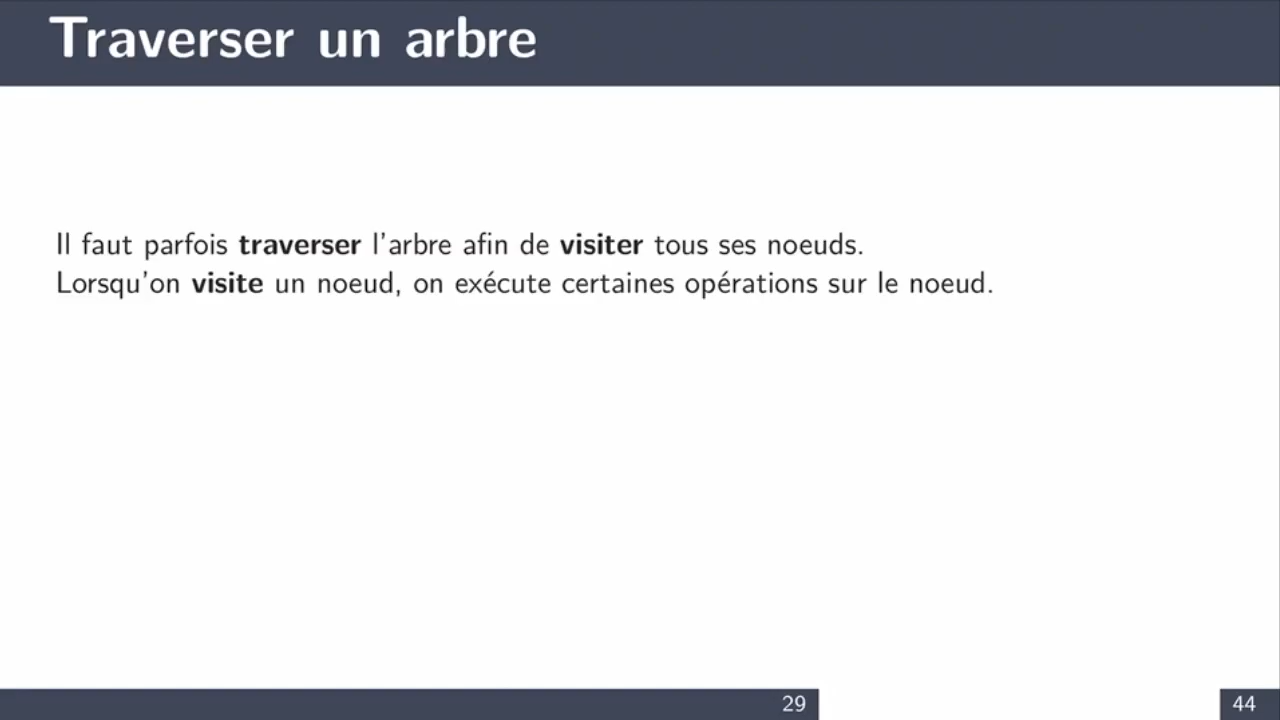 Traverser un arbre
Il faut parfois traverser l'arbre afin de visiter tous ses noeuds.
Lorsqu'on visite un noeud, on exécute certaines opérations sur le noeud.
29
44